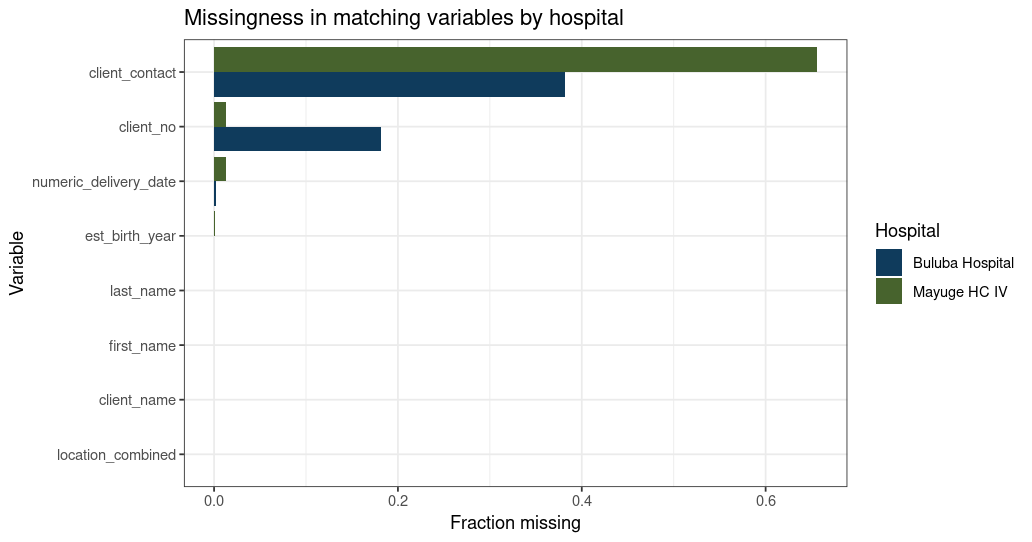 Missingness in matching variables by hospital
Variable
client_contact
client_no
numeric_delivery_date
est_birth_year
last_name
first_name
client_name
location_combined
0.0
0.2
0.4
0.6
Fraction missing
Hospital
Buluba Hospital
Mayuge HC IV